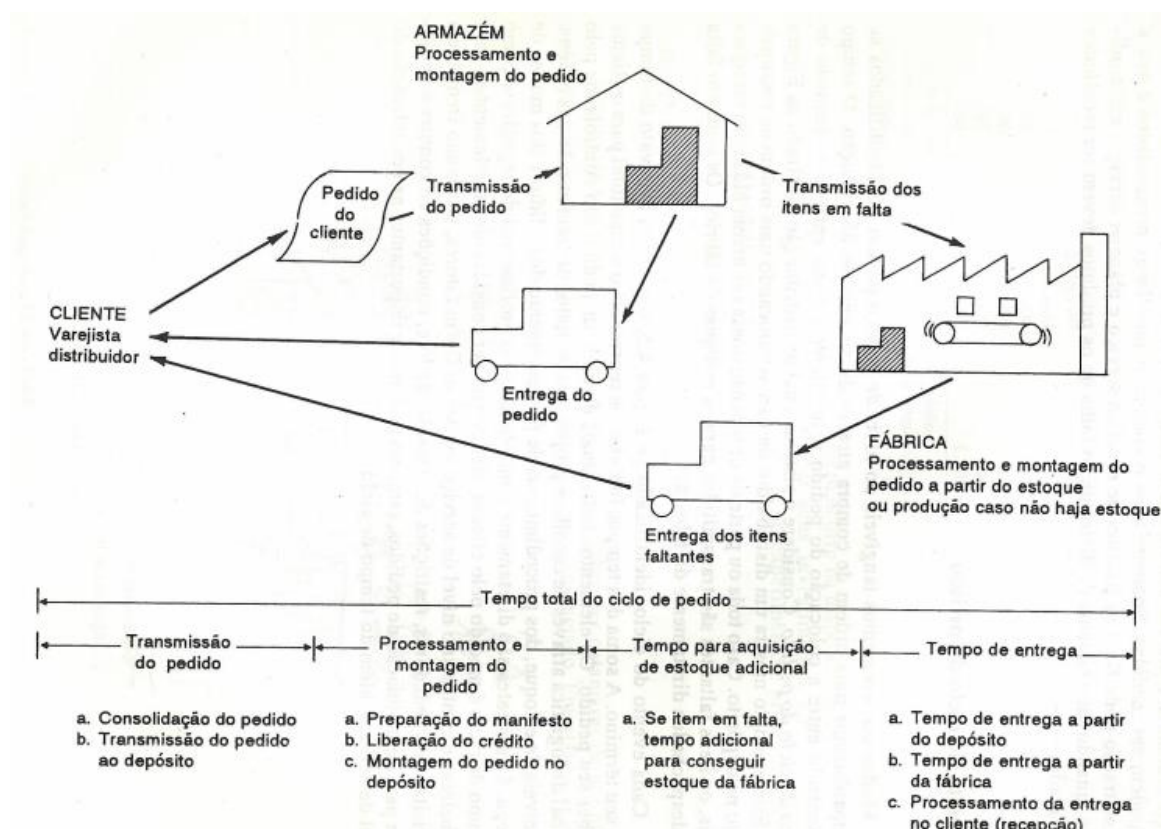 ARMAZÉM
Processamento e
montagem do pedido
Pedido
do
cliente
Transmissão
do pedido
Transmissão dos
itens em falta
CLIENTE
Varejista
distribuidor
Entrega do
pedido
FÁBRICA
Processamento e montagem do
pedido a partir do estoque
ou produção caso não haja estoque
Entrega dos itens
faltantes
Tempo total do ciclo de pedido
Transmissão
do pedido
Processamento e
montagem do
pedido
Tempo para aquisição
de estoque adicional
Tempo de entrega
a. Consolidação do pedido
b. Transmissão do pedido
ao depósito
a. Preparação do manifesto
b. Liberação do crédito
c. Montagem do pedido no
depósito
a. Se item em falta,
tempo adicional
para conseguir
estoque da fábrica
a. Tempo de entrega a partir
do depósito
b. Tempo de entrega a partir
da fábrica
c. Processamento da entrega
no cliente (recepção)